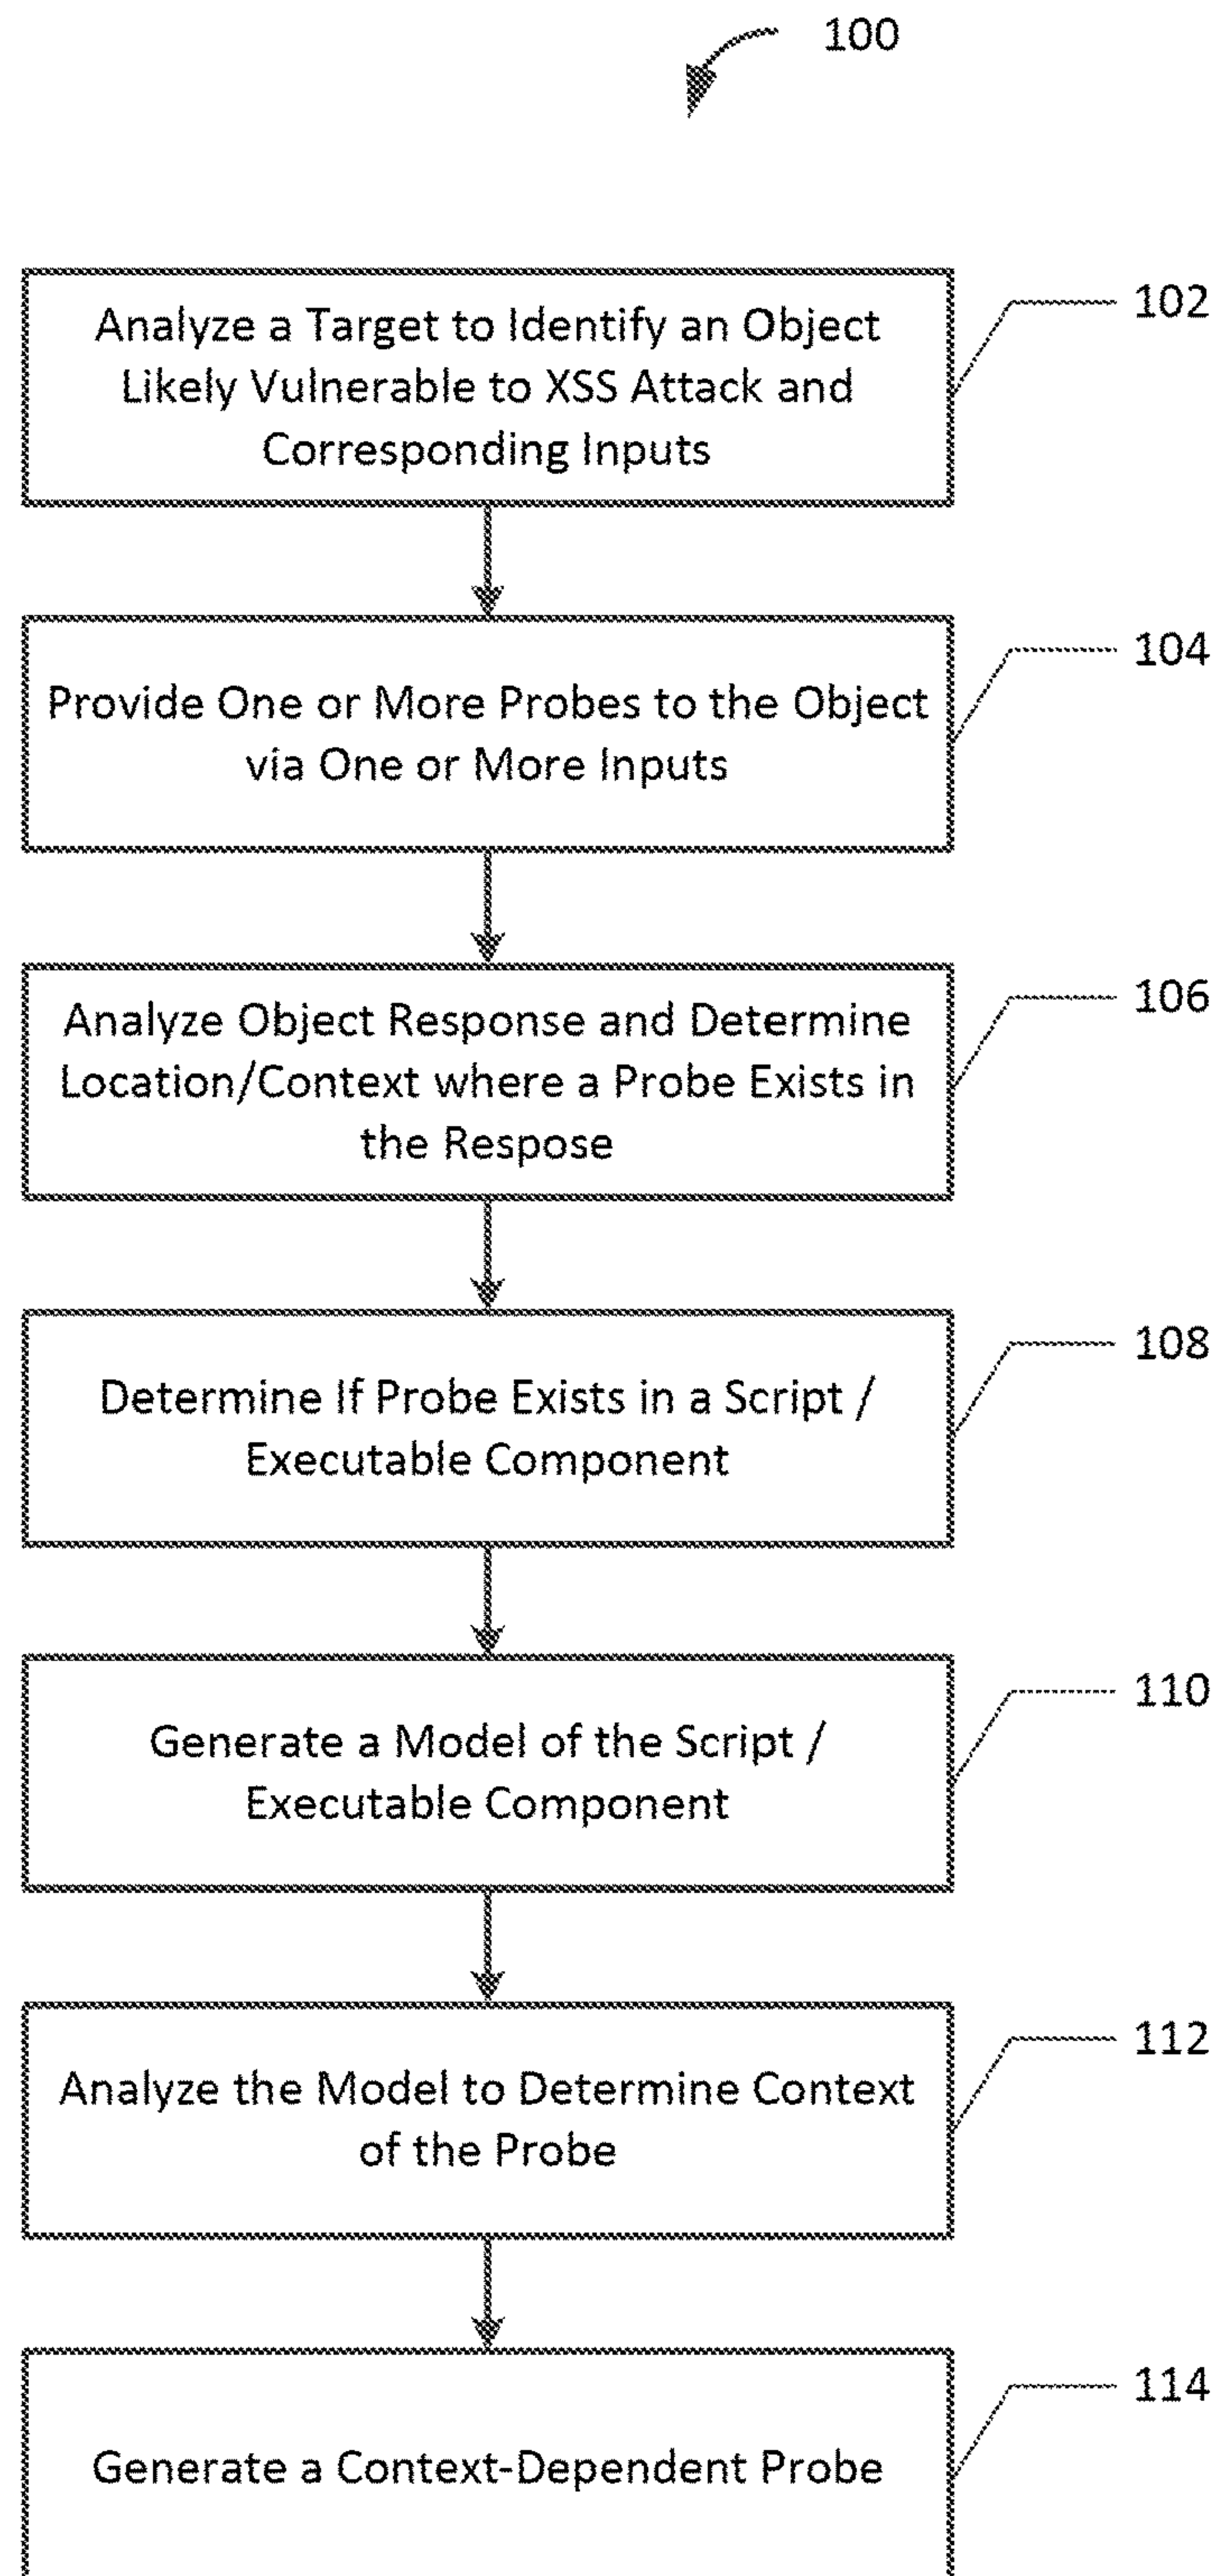 100
Analyze a Target to Identify an Object
Likely Vulnerable to XSS Attack and
Corresponding Inputs
102
Provide One or More Probes to the Object
via One or More Inputs
104
Analyze Object Response and Determine
Location/Context where a Probe Exists in
the Respose
106
Determine If Probe Exists in a Script /
Executable Component
108
Generate a Model of the Script /
Executable Component
110
Analyze the Model to Determine Context
of the Probe
112
Generate a Context-Dependent Probe
114